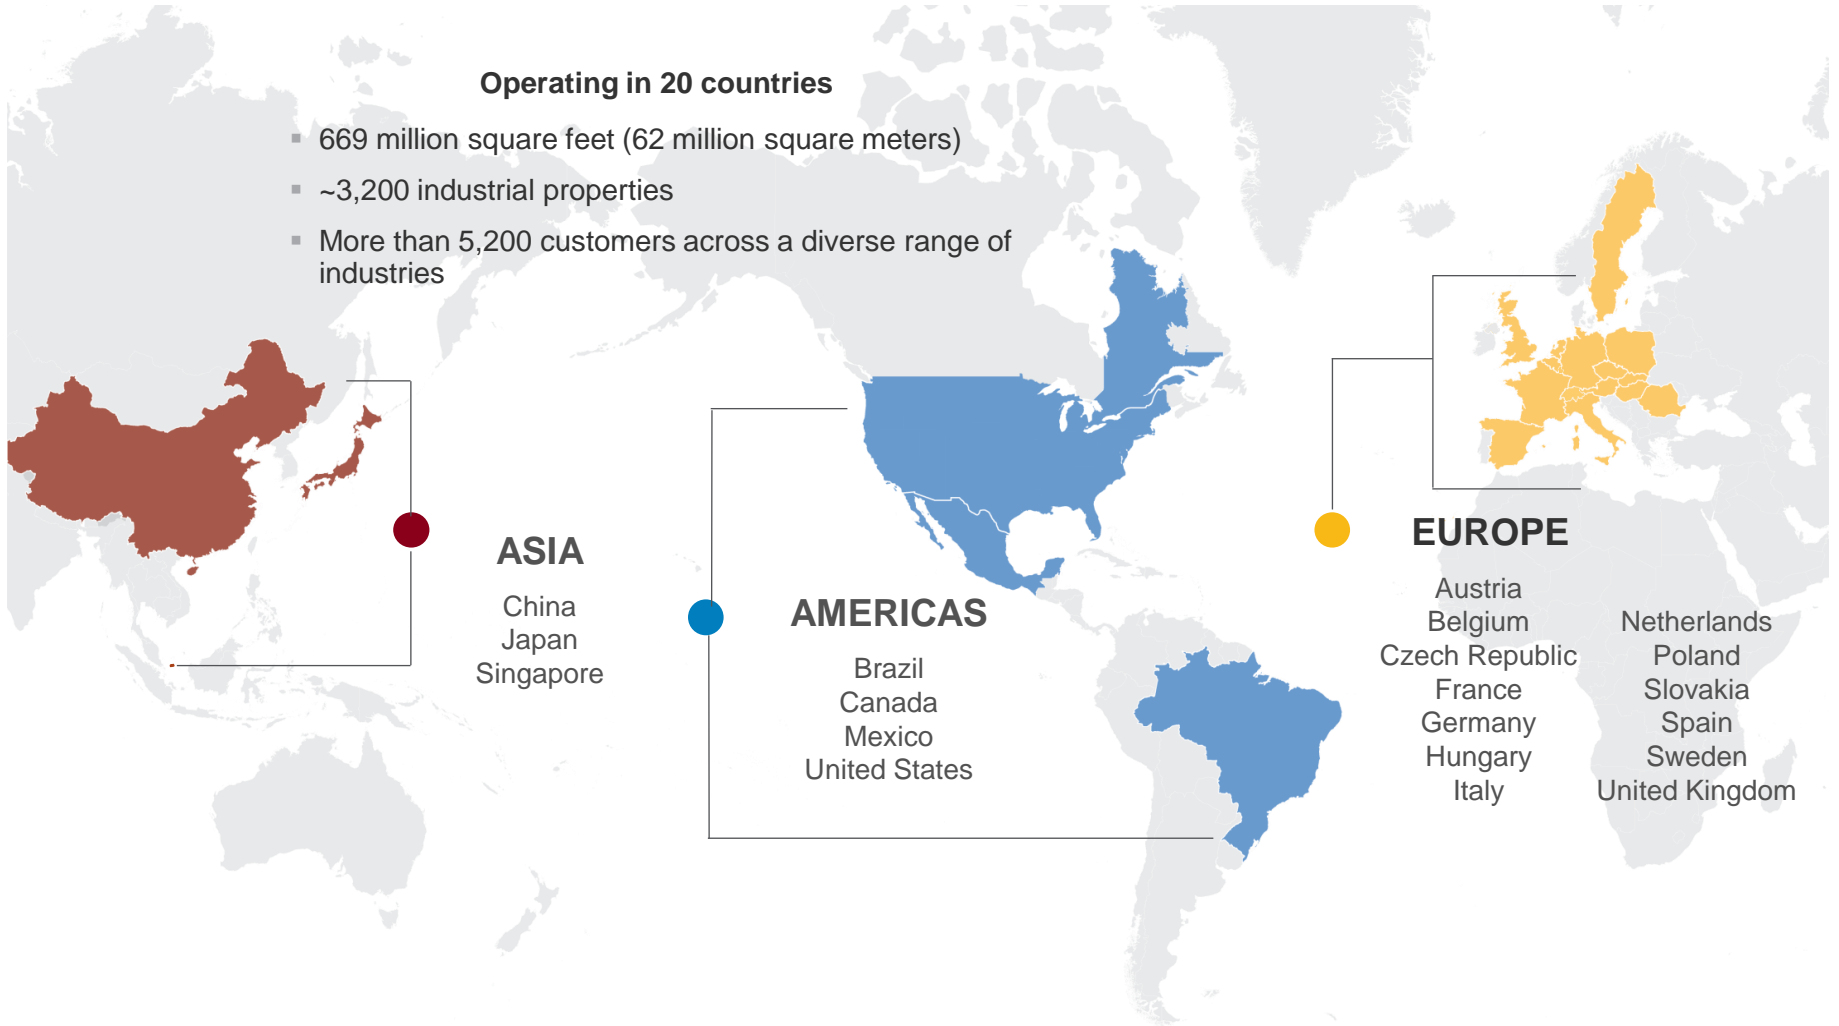 Operating in 20 countries
▪ 669 million square feet (62 million square meters)
▪ ~3,200 industrial properties
▪ More than 5,200 customers across a diverse range of
industries
ASIA
China
Japan
Singapore
AMERICAS
Brazil
Canada
Mexico
United States
EUROPE
Austria
Belgium
Czech Republic
France
Germany
Hungary
Italy
Netherlands
Poland
Slovakia
Spain
Sweden
United Kingdom